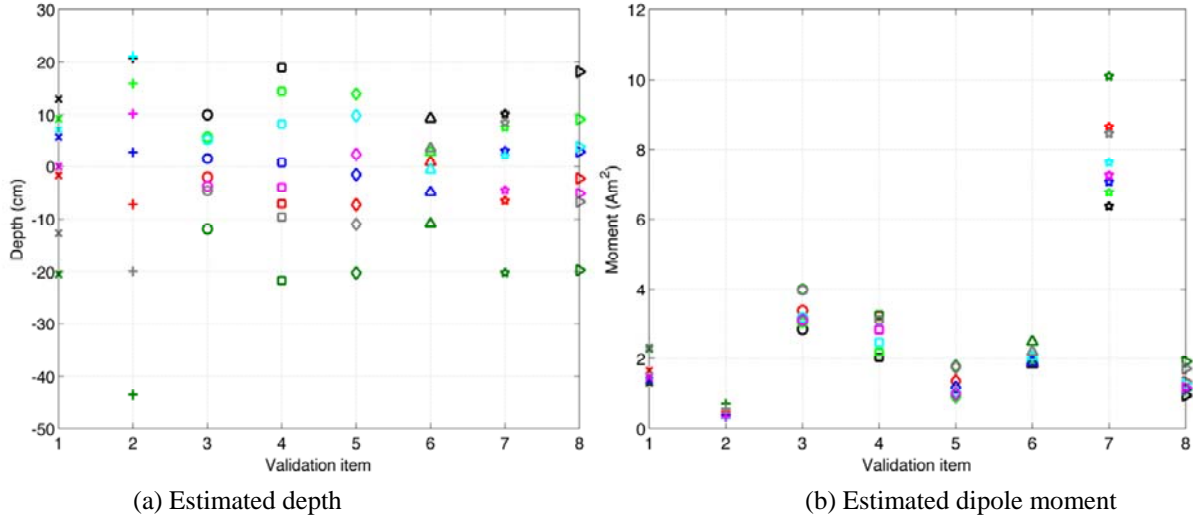 30
20
10
0
-10
-20
-30
-40
-50
Depth (cm)
1 2 3 4 5 6 7 8
Validation item
(a) Estimated depth
12
10
8
6
4
2
0
Moment (Am²)
1 2 3 4 5 6 7 8
Validation item
(b) Estimated dipole moment